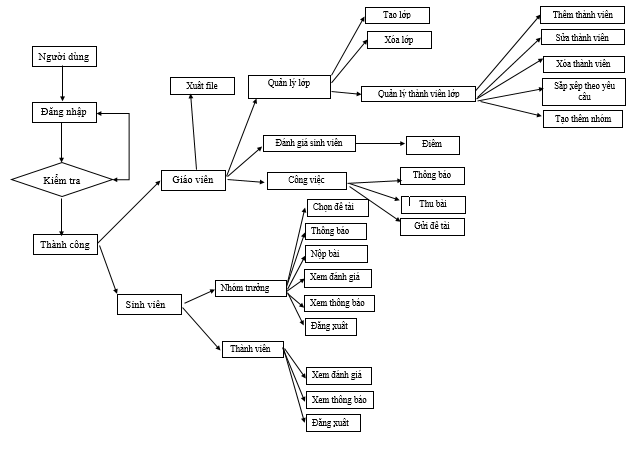 Người dùng
Đăng nhập
Kiểm tra
Thành công
Giáo viên
Xuất file
Quản lý lớp
Tạo lớp
Xóa lớp
Quản lý thành viên lớp
Thêm thành viên
Sửa thành viên
Xóa thành viên
Sắp xếp theo yêu
cầu
Tạo thêm nhóm
Đánh giá sinh viên
Điểm
Công việc
Thông báo
Thu bài
Gửi đề tài
Sinh viên
Nhóm trưởng
Chọn đề tài
Thông báo
Nộp bài
Xem đánh giá
Xem thông báo
Đăng xuất
Thành viên
Xem đánh giá
Xem thông báo
Đăng xuất